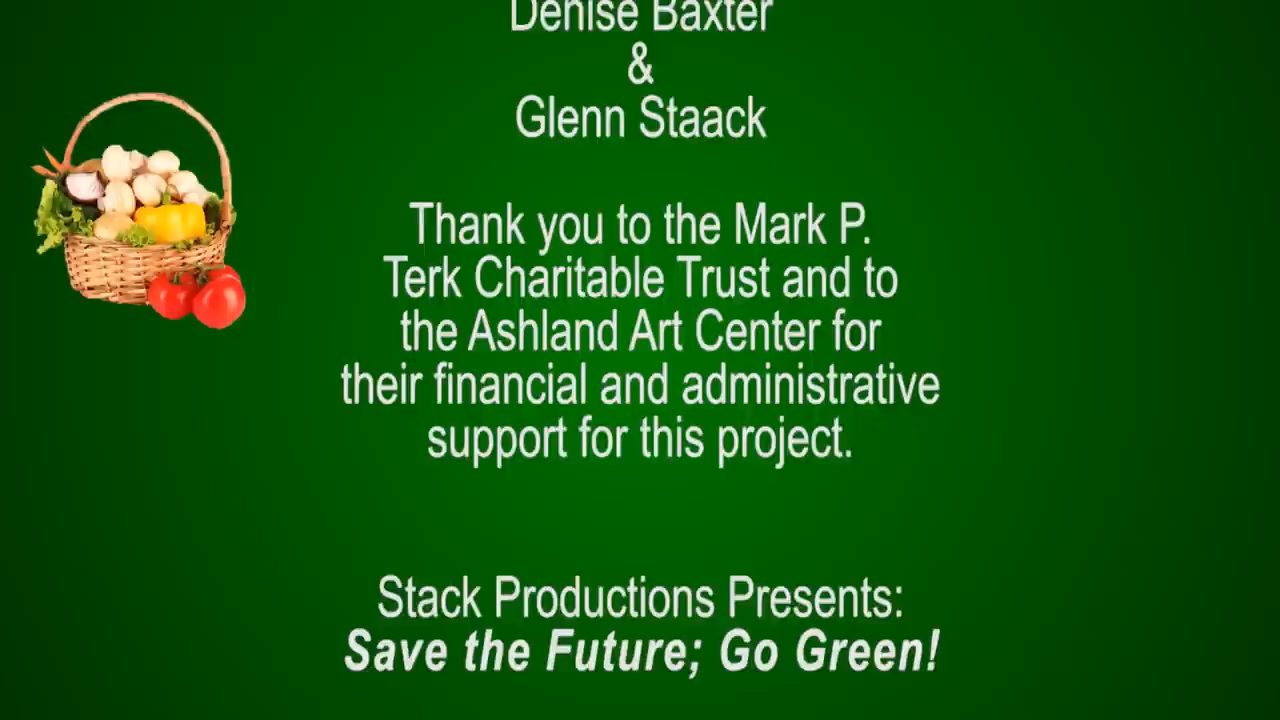 Denise Baxter
&
Glenn Staack
Thank you to the Mark P.
Terk Charitable Trust and to
the Ashland Art Center for
their financial and administrative
support for this project.
Stack Productions Presents:
Save the Future; Go Green!